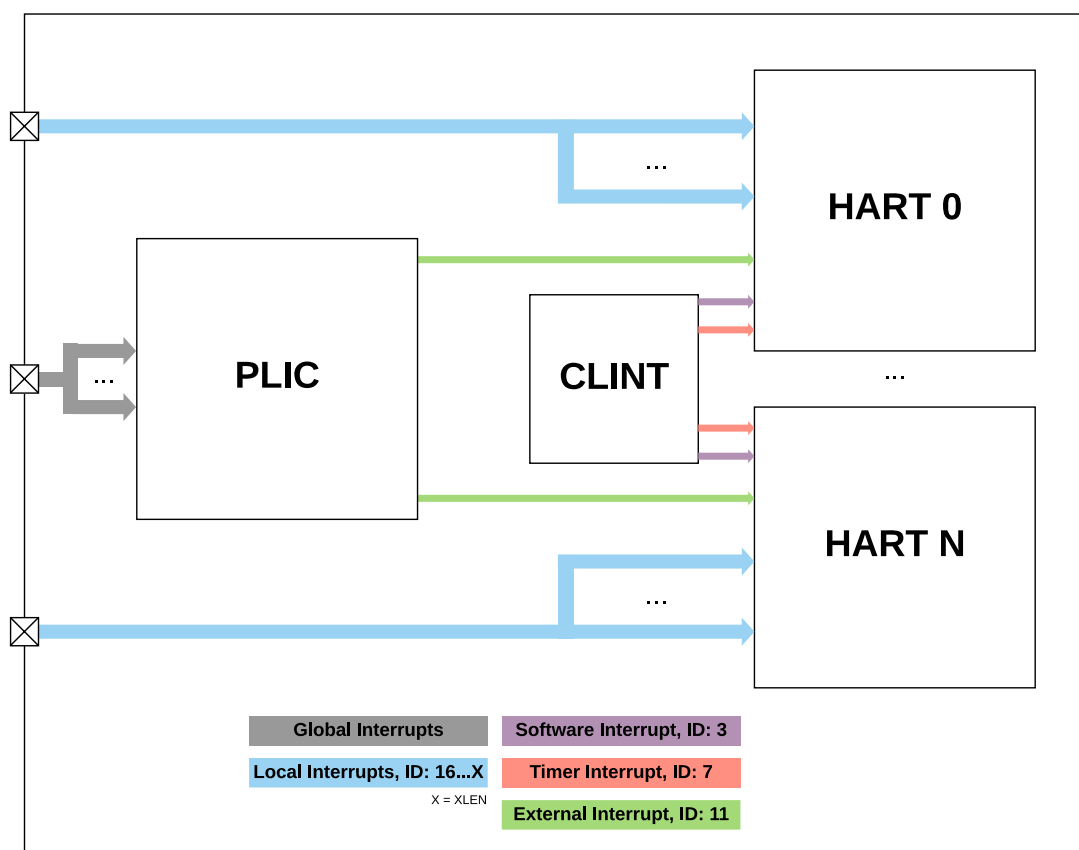 ...
HART 0
PLIC
CLINT
...
...
HART N
...
Global Interrupts
Software Interrupt, ID: 3
Local Interrupts, ID: 16...X
Timer Interrupt, ID: 7
X = XLEN
External Interrupt, ID: 11